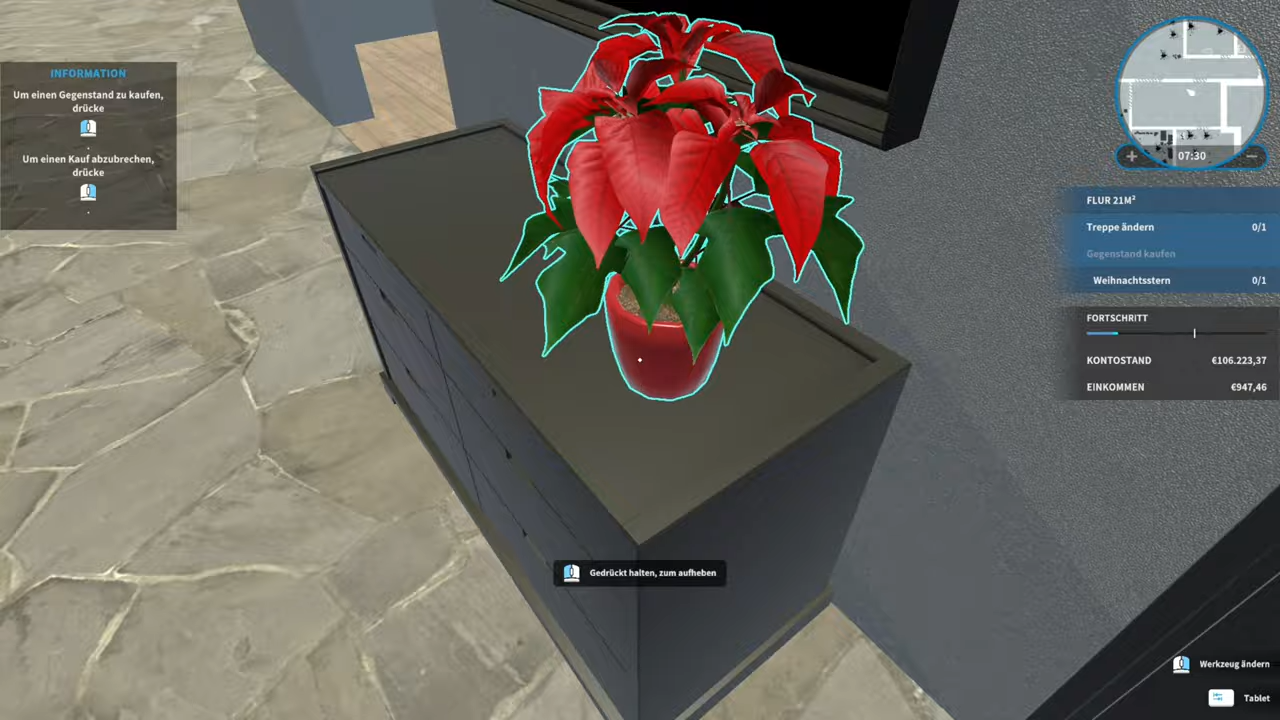 INFORMATION
Um einen Gegenstand zu kaufen,
drücke
.
Um einen Kauf abzubrechen,
drücke
.
07:30
FLUR 21M²
Treppe ändern 0/1
Gegenstand kaufen
Weihnachtsstern 0/1
FORTSCHRITT
KONTOSTAND €106.223,37
EINKOMMEN €947,46
Gedrückt halten, zum aufheben
Werkzeug ändern
Tablet